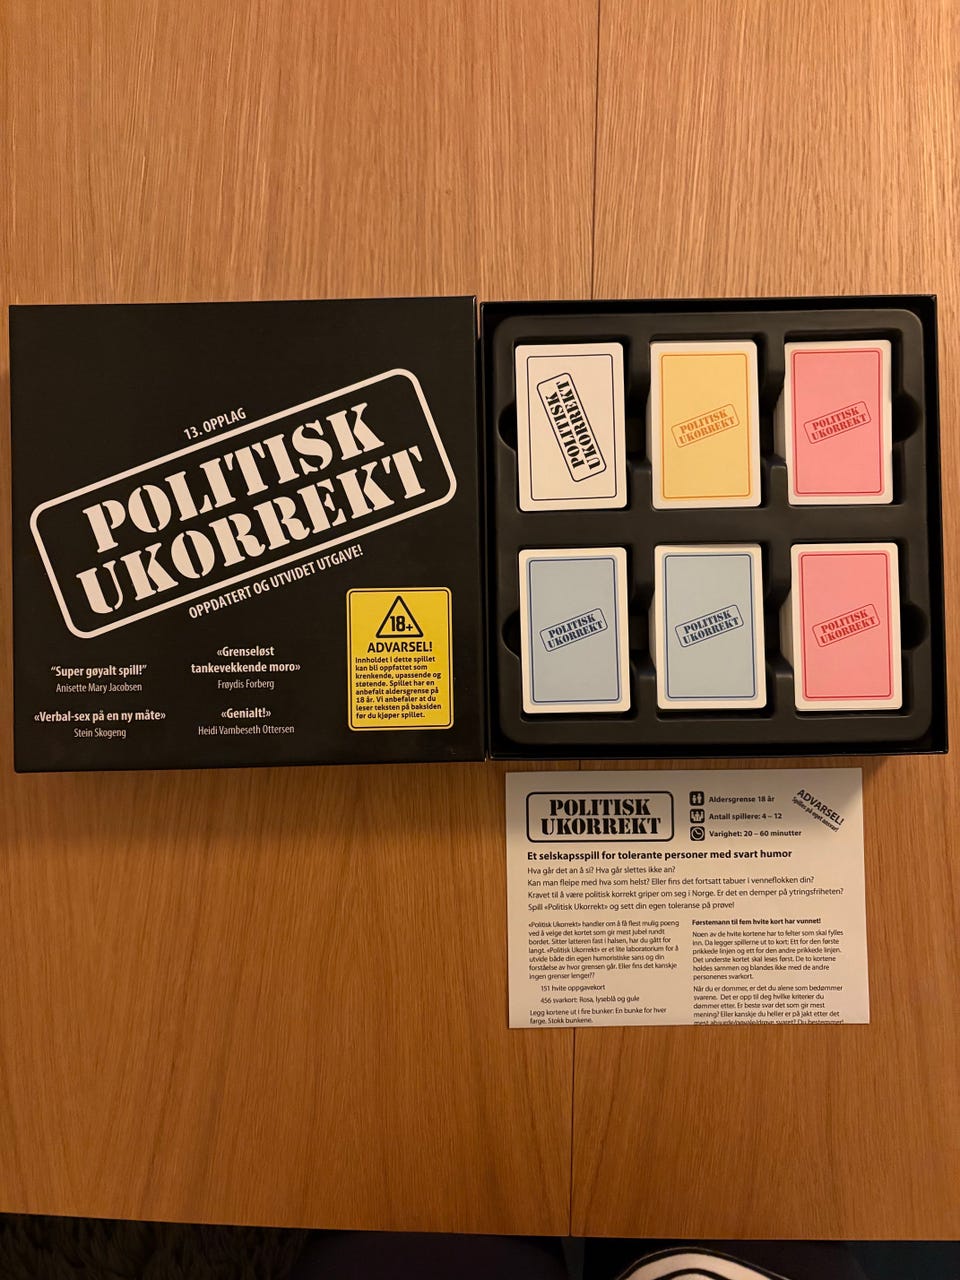 13. OPPLAG
POLITISK
UKORREKT
OPPDATERT OG UTVIDET UTGAVE!
"Super gøyalt spill!"
Anisette Mary Jacobsen
«Grenseløst
tankevekkende moro»
Frøydis Forberg
«Verbal-sex på en ny måte»
Stein Skogeng
«Genialt!»
Heidi Vambeseth Ottersen
18+
ADVARSEL!
Innholdet i dette spillet
kan bli oppfattet som
krenkende, upassende og
støtende. Spillet har en
anbefalt aldersgrense på
18 år. Vi anbefaler at du
leser teksten på baksiden
før du kjøper spillet.
POLITISK
UKORREKT
POLITISK
UKORREKT
POLITISK
UKORREKT
POLITISK
UKORREKT
POLITISK
UKORREKT
POLITISK
UKORREKT
POLITISK
UKORREKT
Aldersgrense 18 år
Antall spillere: 4 – 12
Varighet: 20 – 60 minutter
ADVARSEL!
Spilles på eget ansvar!
Et selskapsspill for tolerante personer med svart humor
Hva går det an å si? Hva går slettes ikke an?
Kan man fleipe med hva som helst? Eller fins det fortsatt tabuer i venneflokken din?
Kravet til å være politisk korrekt griper om seg i Norge. Er det en demper på ytringsfriheten?
Spill «Politisk Ukorrekt» og sett din egen toleranse på prøve!
«Politisk Ukorrekt» handler om å få flest mulig poeng
ved å velge det kortet som gir mest jubel rundt
bordet. Sitter latteren fast i halsen, har du gått for
langt. «Politisk Ukorrekt» er et lite laboratorium for å
utvide både din egen humoristiske sans og din
forståelse av hvor grensen går. Eller fins det kanskje
ingen grenser lenger??
151 hvite oppgavekort
456 svarkort: Rosa, lyseblå og gule
Legg kortene ut i fire bunker: En bunke for hver
farge. Stokk bunkene.
Førstemann til fem hvite kort har vunnet!
Noen av de hvite kortene har to felter som skal fylles
inn. Da legger spillerne ut to kort: Ett for den første
prikkede linjen og ett for den andre prikkede linjen.
Det underste kortet skal leses først. De to kortene
holdes sammen og blandes ikke med de andre
personenes svarkort.
Når du er dommer, er det du alene som bedømmer
svarene. Det er opp til deg hvilke kriterier du
dømmer etter. Er beste svar det som gir mest
mening? Eller kanskje du heller er på jakt etter det
mest absurde/gøyale/drøye svaret? Du bestemmer!